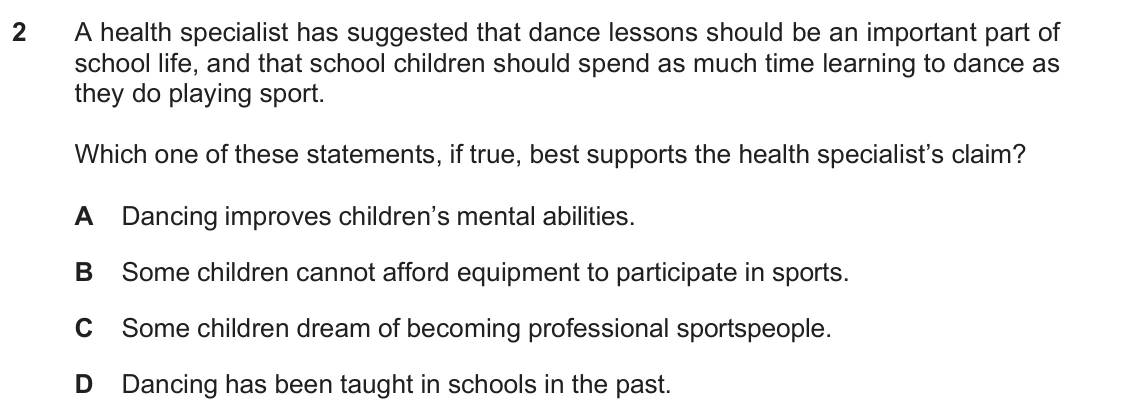 2 A health specialist has suggested that dance lessons should be an important part of
school life, and that school children should spend as much time learning to dance as
they do playing sport.
Which one of these statements, if true, best supports the health specialist's claim?
A Dancing improves children's mental abilities.
B Some children cannot afford equipment to participate in sports.
C Some children dream of becoming professional sportspeople.
D Dancing has been taught in schools in the past.